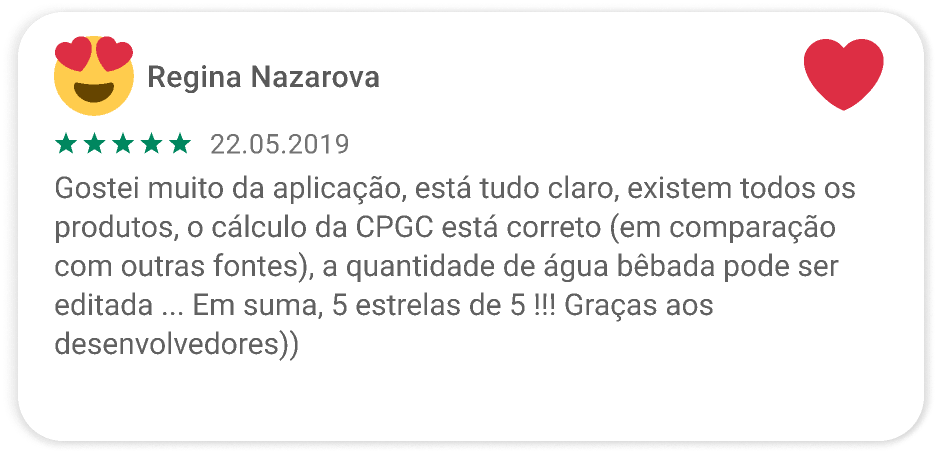 Regina Nazarova
22.05.2019
Gostei muito da aplicação, está tudo claro, existem todos os
produtos, o cálculo da CPGC está correto (em comparação
com outras fontes), a quantidade de água bêbada pode ser
editada ... Em suma, 5 estrelas de 5 !!! Graças aos
desenvolvedores))